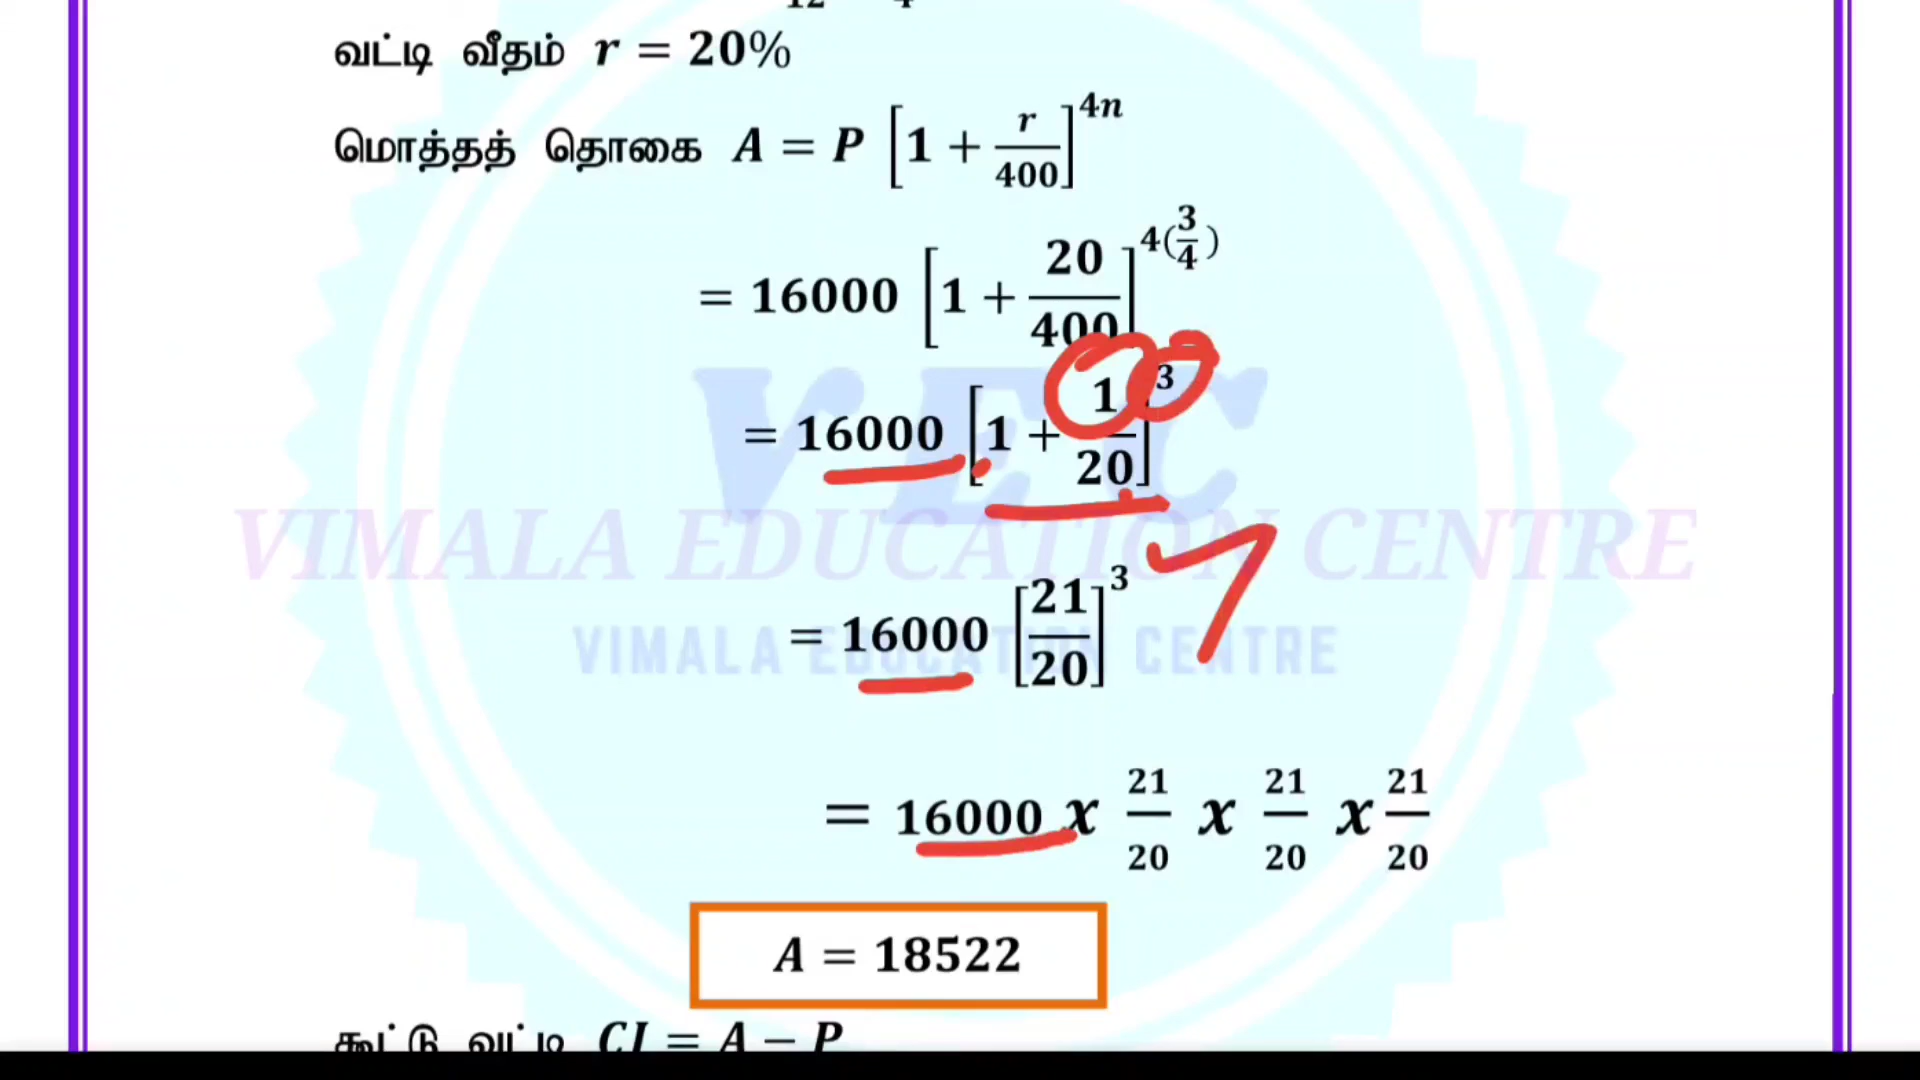 வட்டி வீதம் r = 20%
மொத்தத் தொகை A = P [1 + r/400]^4n
= 16000 [1 + 20/400]^4(3/4)
= 16000 [1 + 1/20]^3
VEC
VIMALA EDUCATION CENTRE
= 16000 [21/20]^3
VIMALA EDUCATION CENTRE
= 16000 x 21/20 x 21/20 x 21/20
A = 18522
கூட்டு வட்டி CI = A − P